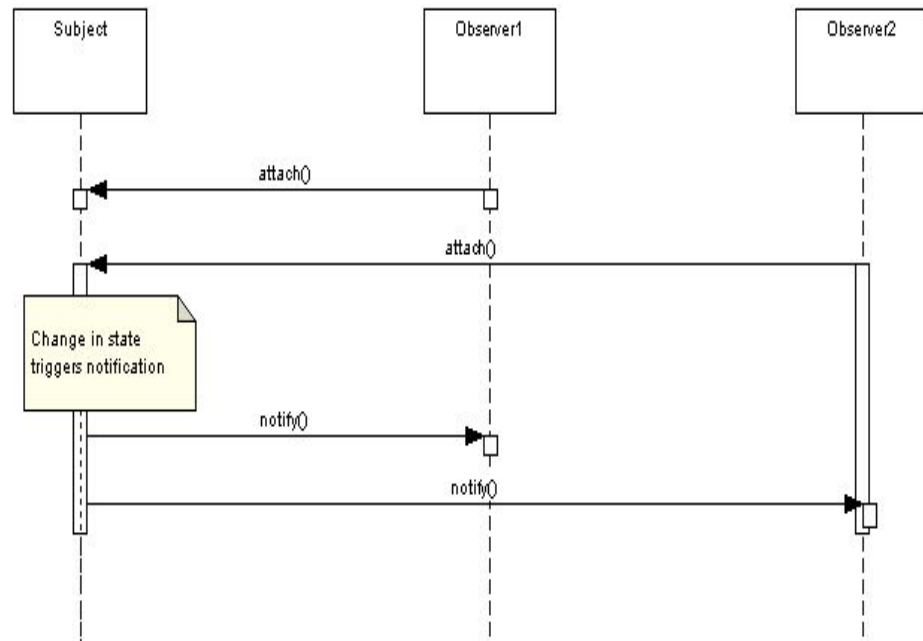 Subject
Observer1
Observer2
attach()
attach()
Change in state
triggers notification
notify()
notify()